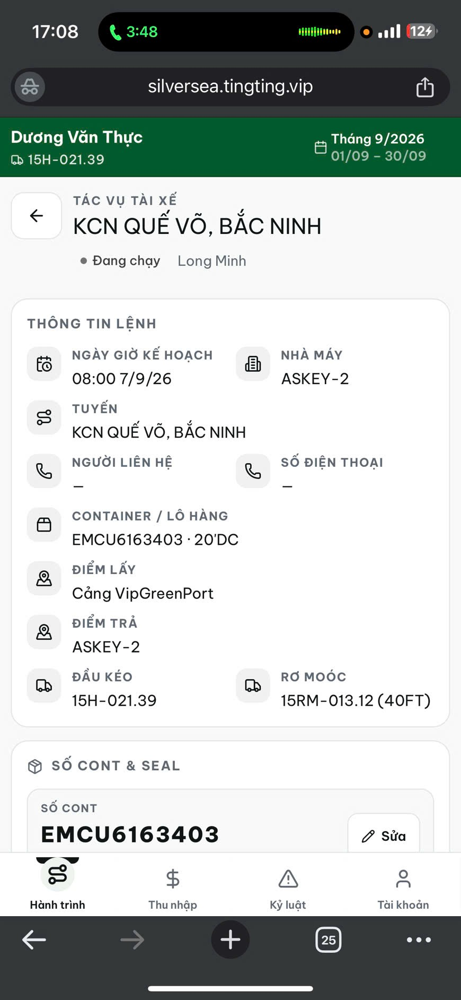 17:08
3:48
12
silversea.tingting.vip
Dương Văn Thực
15H-021.39
Tháng 9/2026
01/09 – 30/09
TÁC VỤ TÀI XẾ
KCN QUẾ VÕ, BẮC NINH
Đang chạy
Long Minh
THÔNG TIN LỆNH
NGÀY GIỜ KẾ HOẠCH
08:00 7/9/26
NHÀ MÁY
ASKEY-2
TUYẾN
KCN QUẾ VÕ, BẮC NINH
NGƯỜI LIÊN HỆ
—
SỐ ĐIỆN THOẠI
—
CONTAINER / LÔ HÀNG
EMCU6163403 · 20'DC
ĐIỂM LẤY
Cảng VipGreenPort
ĐIỂM TRẢ
ASKEY-2
ĐẦU KÉO
15H-021.39
RƠ MOÓC
15RM-013.12 (40FT)
SỐ CONT & SEAL
SỐ CONT
EMCU6163403
Sửa
Hành trình
Thu nhập
Kỷ luật
Tài khoản
25